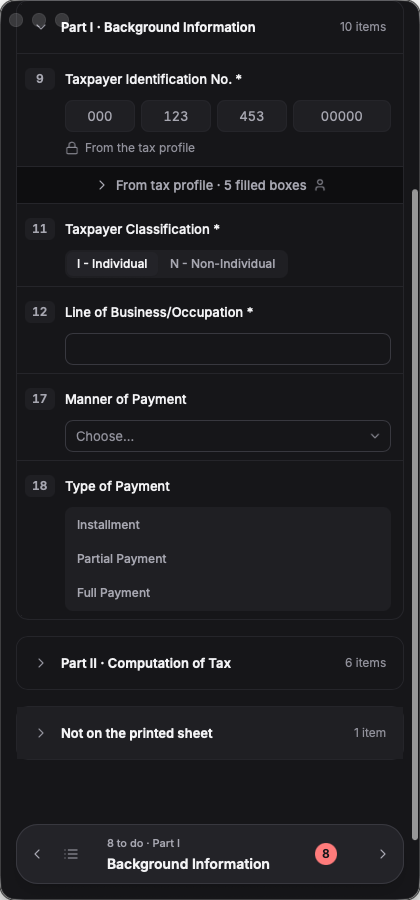 Part I · Background Information
10 items
9
Taxpayer Identification No. *
000 123 453 00000
From the tax profile
From tax profile · 5 filled boxes
11
Taxpayer Classification *
I - Individual N - Non-Individual
12
Line of Business/Occupation *
17
Manner of Payment
Choose...
18
Type of Payment
Installment
Partial Payment
Full Payment
Part II · Computation of Tax
6 items
Not on the printed sheet
1 item
8 to do · Part I
Background Information
8